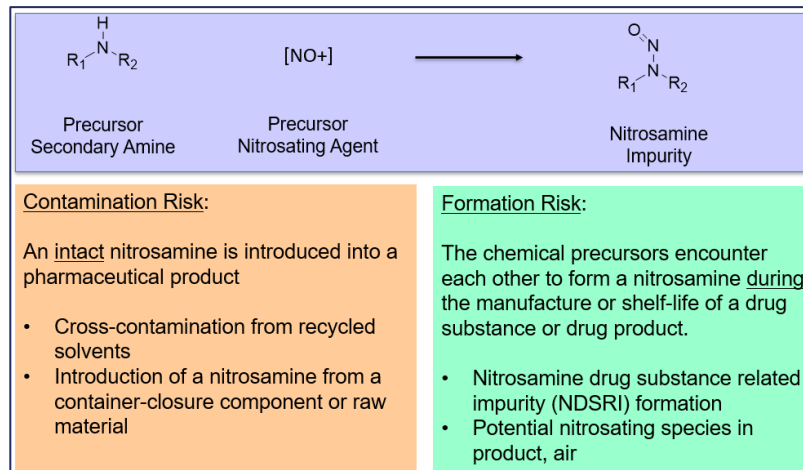 H
N
R1 R2
[NO+]
O
N
N
R1 R2
Precursor
Secondary Amine
Precursor
Nitrosating Agent
Nitrosamine
Impurity
Contamination Risk:
An intact nitrosamine is introduced into a
pharmaceutical product
• Cross-contamination from recycled
solvents
• Introduction of a nitrosamine from a
container-closure component or raw
material
Formation Risk:
The chemical precursors encounter
each other to form a nitrosamine during
the manufacture or shelf-life of a drug
substance or drug product.
• Nitrosamine drug substance related
impurity (NDSRI) formation
• Potential nitrosating species in
product, air